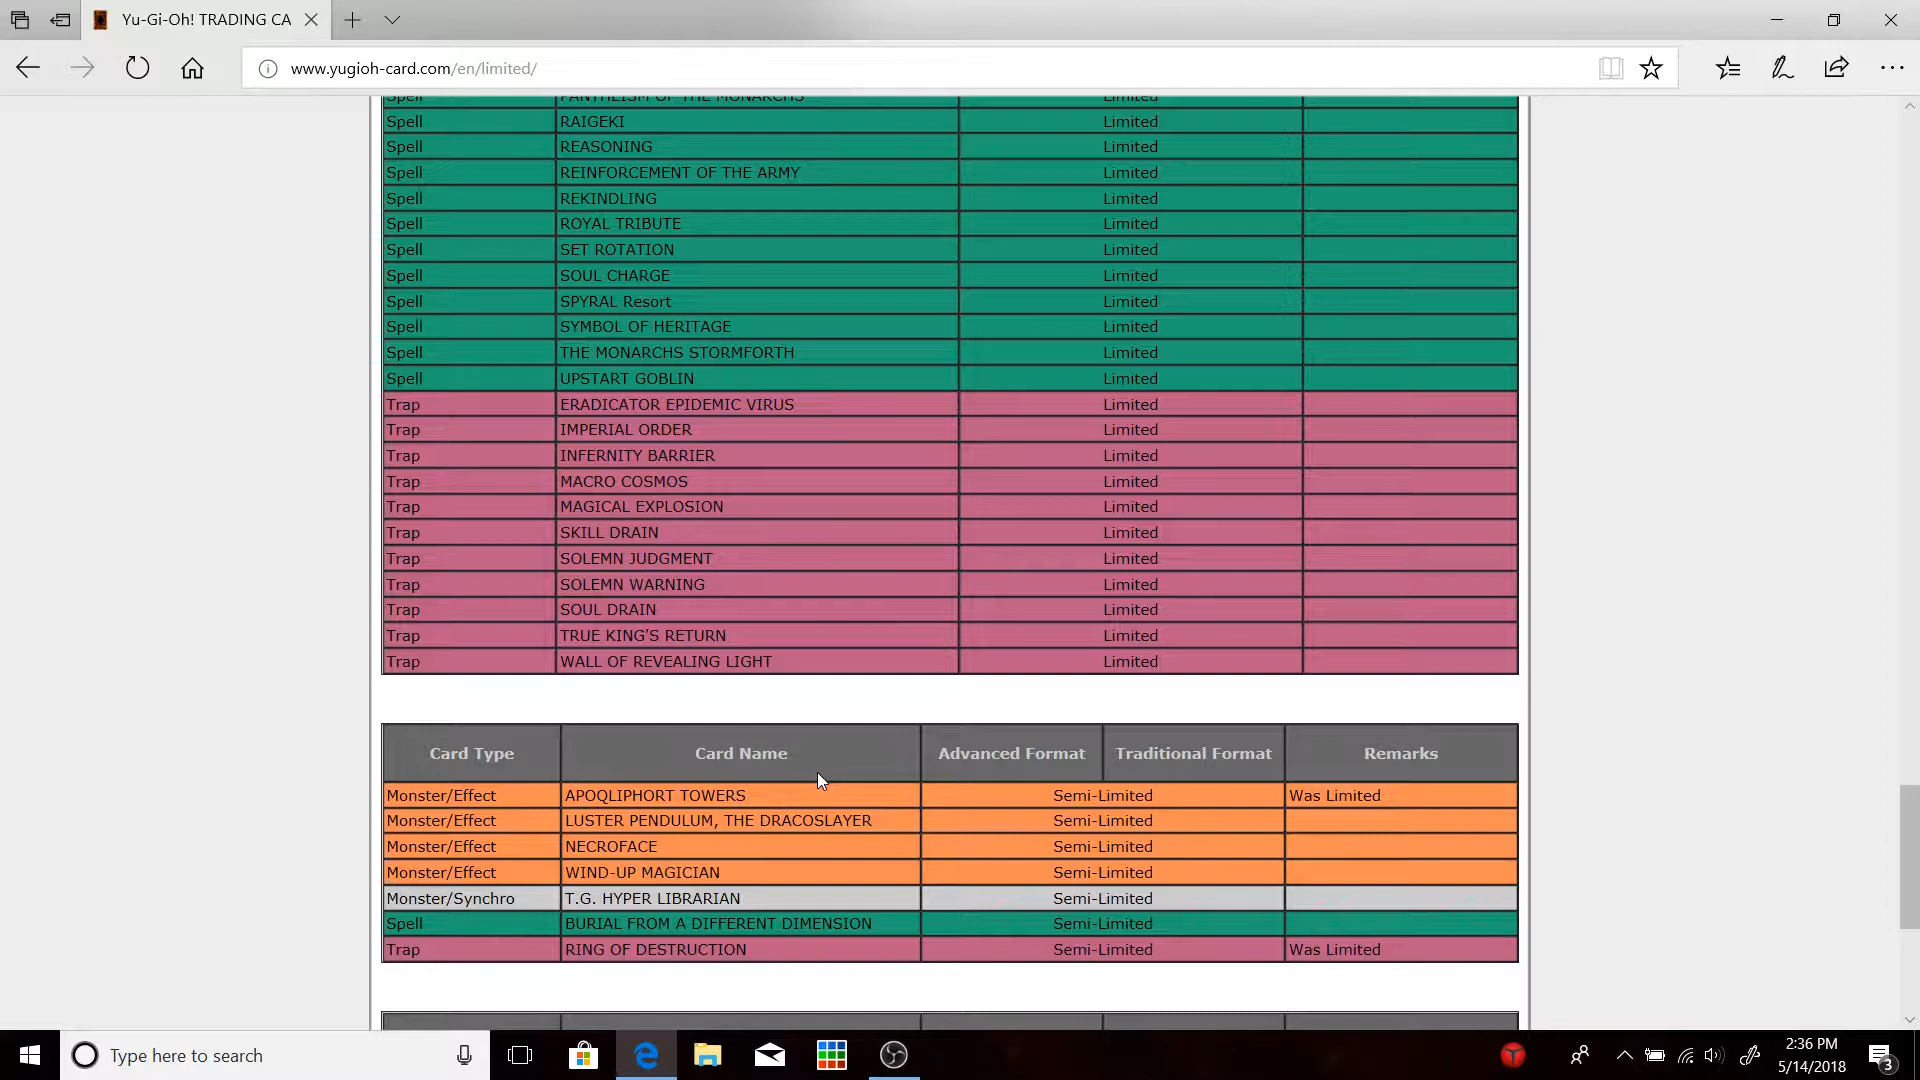 Yu-Gi-Oh! TRADING CA
www.yugioh-card.com/en/limited/
Spell PANTHEISM OF THE MONARCHS Limited
Spell RAIGEKI Limited
Spell REASONING Limited
Spell REINFORCEMENT OF THE ARMY Limited
Spell REKINDLING Limited
Spell ROYAL TRIBUTE Limited
Spell SET ROTATION Limited
Spell SOUL CHARGE Limited
Spell SPYRAL Resort Limited
Spell SYMBOL OF HERITAGE Limited
Spell THE MONARCHS STORMFORTH Limited
Spell UPSTART GOBLIN Limited
Trap ERADICATOR EPIDEMIC VIRUS Limited
Trap IMPERIAL ORDER Limited
Trap INFERNITY BARRIER Limited
Trap MACRO COSMOS Limited
Trap MAGICAL EXPLOSION Limited
Trap SKILL DRAIN Limited
Trap SOLEMN JUDGMENT Limited
Trap SOLEMN WARNING Limited
Trap SOUL DRAIN Limited
Trap TRUE KING'S RETURN Limited
Trap WALL OF REVEALING LIGHT Limited
Card Type Card Name Advanced Format Traditional Format Remarks
Monster/Effect APOQLIPHORT TOWERS Semi-Limited Was Limited
Monster/Effect LUSTER PENDULUM, THE DRACOSLAYER Semi-Limited
Monster/Effect NECROFACE Semi-Limited
Monster/Effect WIND-UP MAGICIAN Semi-Limited
Monster/Synchro T.G. HYPER LIBRARIAN Semi-Limited
Spell BURIAL FROM A DIFFERENT DIMENSION Semi-Limited
Trap RING OF DESTRUCTION Semi-Limited Was Limited
Type here to search
2:36 PM
5/14/2018
3